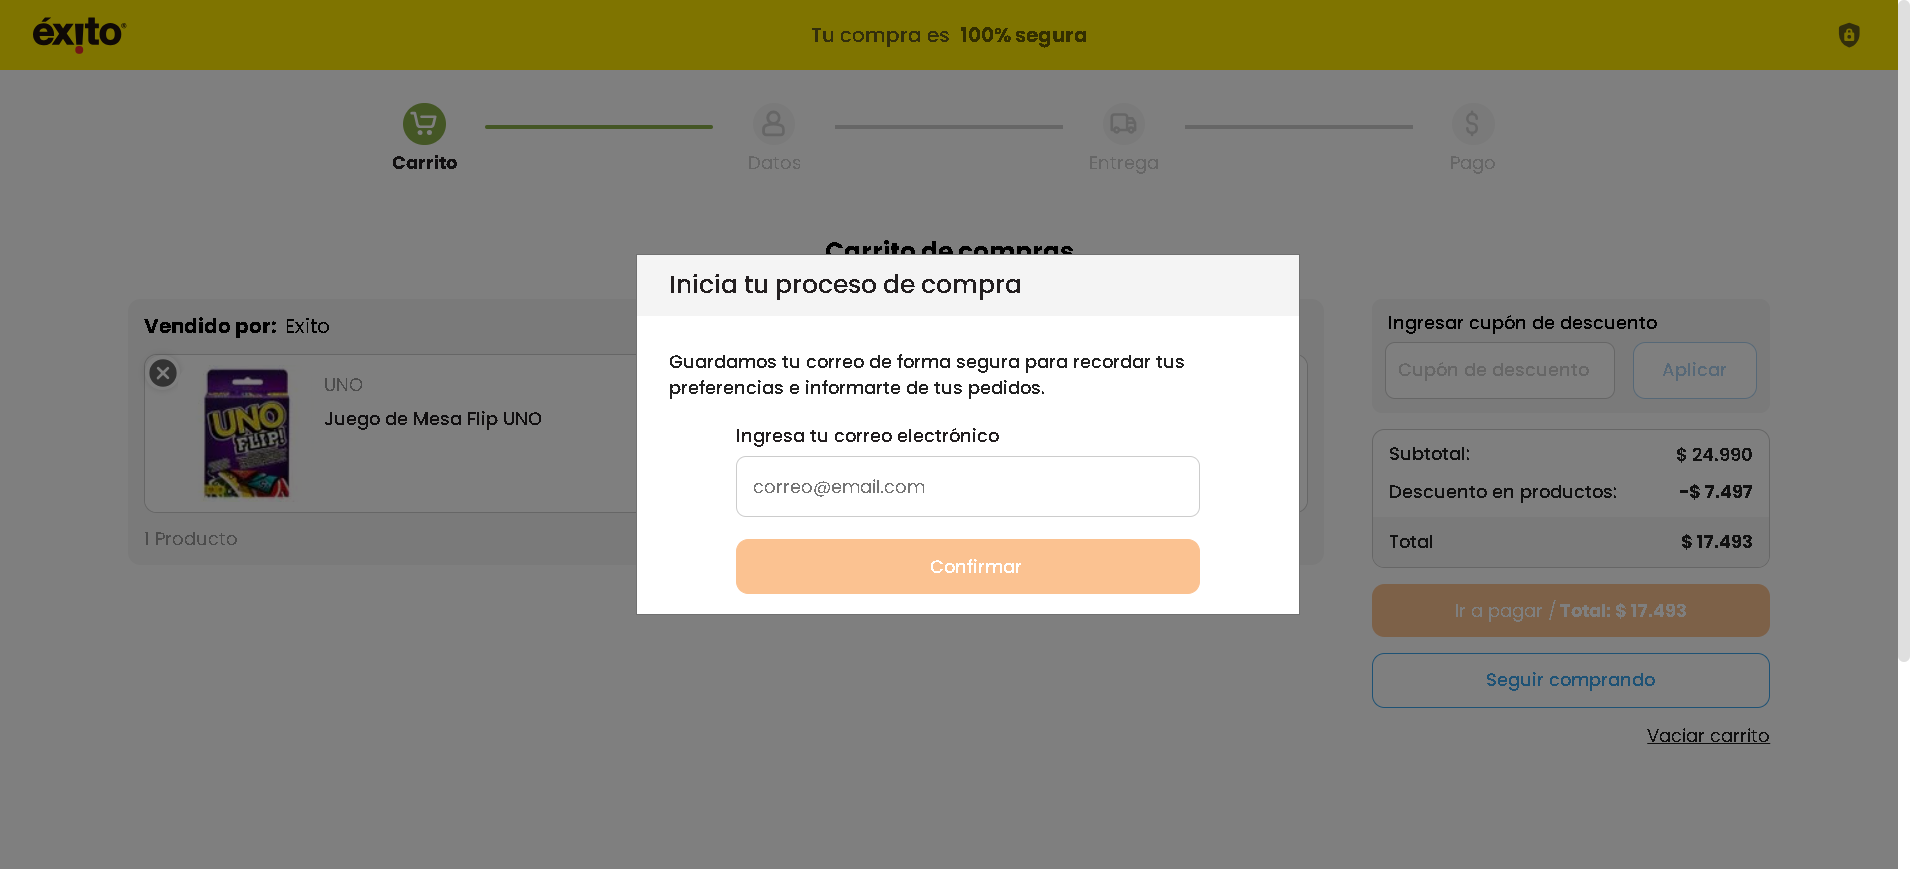 éxito
Tu compra es 100% segura
Carrito
Datos
Entrega
Pago
Carrito de compras
Inicia tu proceso de compra
Guardamos tu correo de forma segura para recordar tus
preferencias e informarte de tus pedidos.
Ingresa tu correo electrónico
correo@email.com
Confirmar
Vendido por: Exito
UNO
FLIP!
UNO
Juego de Mesa Flip UNO
1 Producto
Ingresar cupón de descuento
Cupón de descuento
Aplicar
Subtotal: $ 24.990
Descuento en productos: -$ 7.497
Total $ 17.493
Ir a pagar / Total: $ 17.493
Seguir comprando
Vaciar carrito